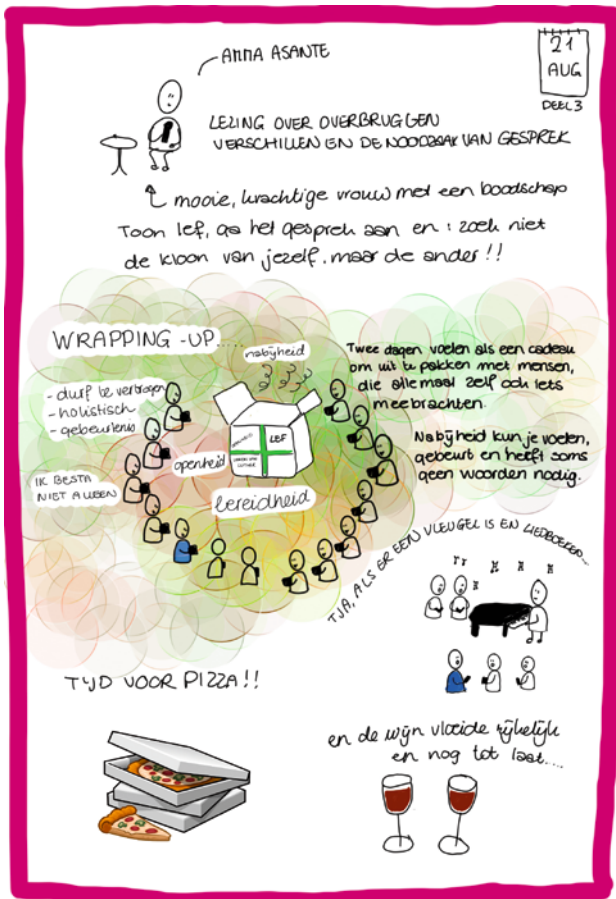 AMMA ASANTE
21
AUG
DEEL 3
LEZING OVER OVERBRUGGEN
VERSCHILLEN EN DE NOODZAAK VAN GESPREK
mooie, krachtige vrouw met een boodschap
Toon lef, ga het gesprek aan en : zoek niet
de kloon van jezelf. maar de ander!!
WRAPPING-UP.....
nabijheid
- durf te vertragen
- holistisch
- gebeurtenis
openheid
LEF
IK BESTA
NIET ALLEEN
bereidheid
Twee dagen voelen als een cadeau
om uit te pakken met mensen,
die allemaal zelf ook iets
meebrachten.
Nabijheid kun je voelen,
gebeurt en heeft soms
geen woorden nodig.
TJA, ALS ER EEN VLEUGEL IS EN LIEDBOEKEN...
TIJD VOOR PIZZA!!
en de wijn vloeide rijkelijk
en nog tot laat....